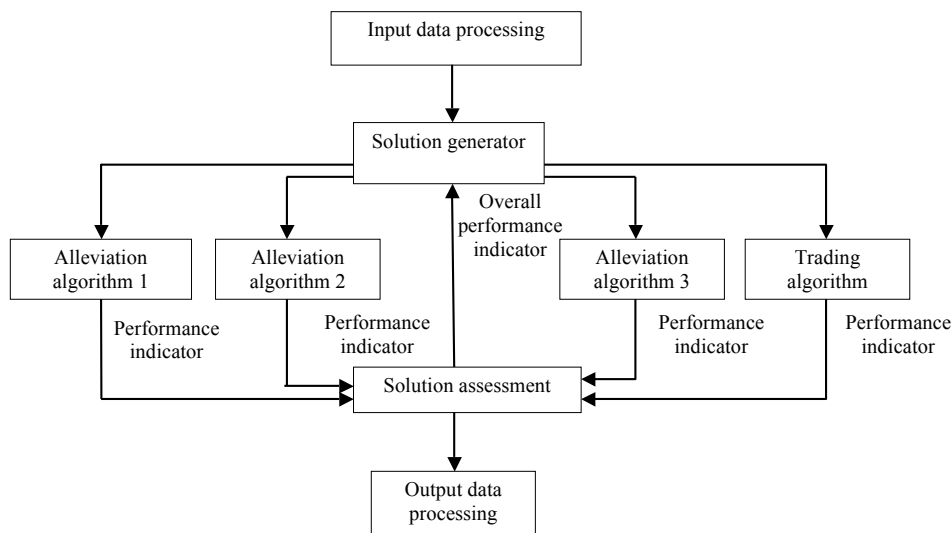 Input data processing
Solution generator
Overall
performance
indicator
Alleviation
algorithm 1
Alleviation
algorithm 2
Alleviation
algorithm 3
Trading
algorithm
Performance
indicator
Performance
indicator
Performance
indicator
Performance
indicator
Solution assessment
Output data
processing